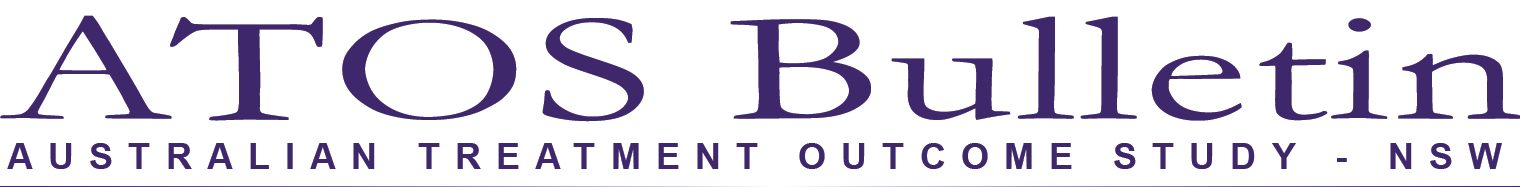 ATOS Bulletin
AUSTRALIAN TREATMENT OUTCOME STUDY - NSW